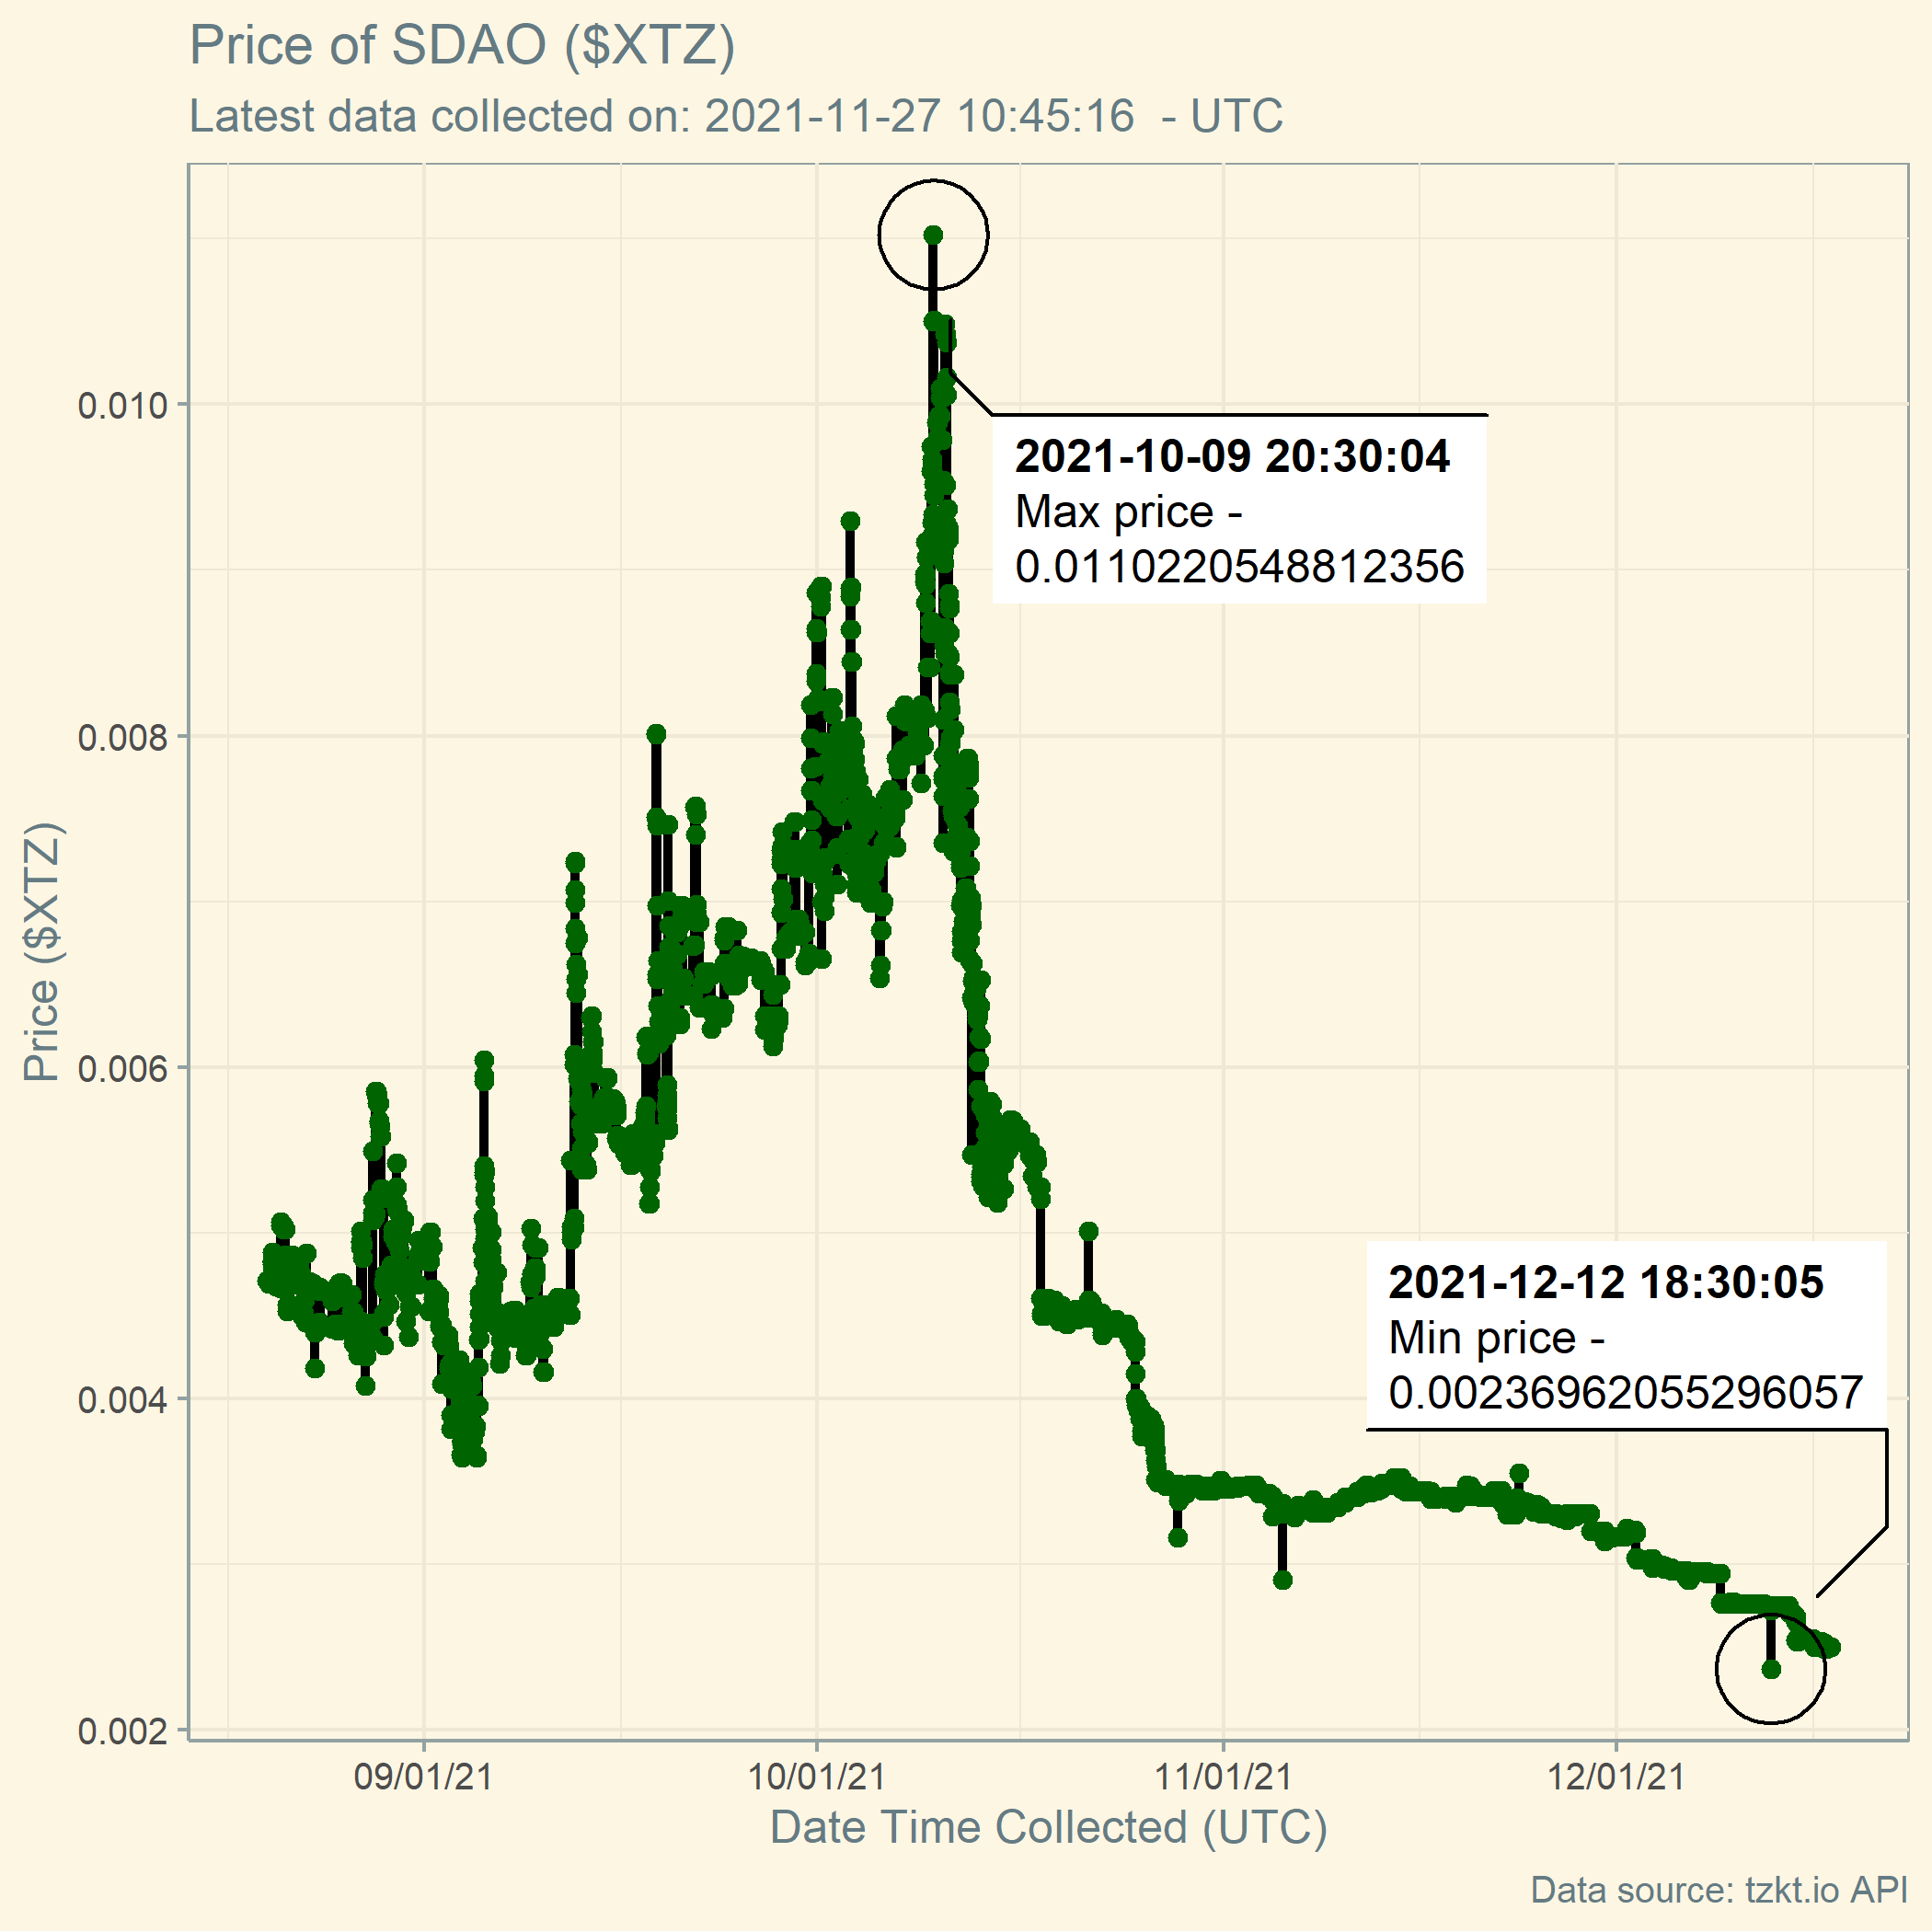 Price of SDAO ($XTZ)
Latest data collected on: 2021-11-27 10:45:16  - UTC
Price ($XTZ)
0.010
0.008
0.006
0.004
0.002
2021-10-09 20:30:04
Max price -
0.0110220548812356
2021-12-12 18:30:05
Min price -
0.00236962055296057
09/01/21
10/01/21
11/01/21
12/01/21
Date Time Collected (UTC)
Data source: tzkt.io API